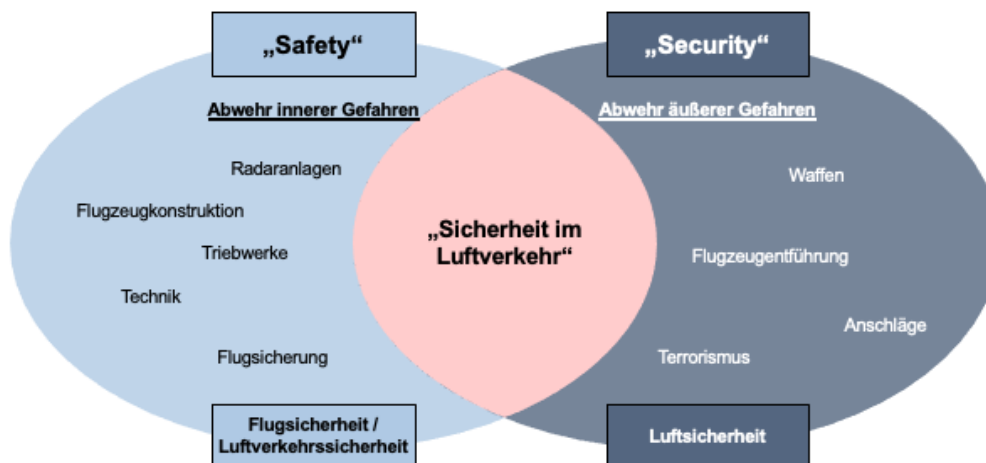 „Safety“
„Security“
Abwehr innerer Gefahren
Abwehr äußerer Gefahren
Radaranlagen
Waffen
Flugzeugkonstruktion
„Sicherheit im
Luftverkehr“
Triebwerke
Flugzeugentführung
Technik
Anschläge
Flugsicherung
Terrorismus
Flugsicherheit /
Luftverkehrssicherheit
Luftsicherheit